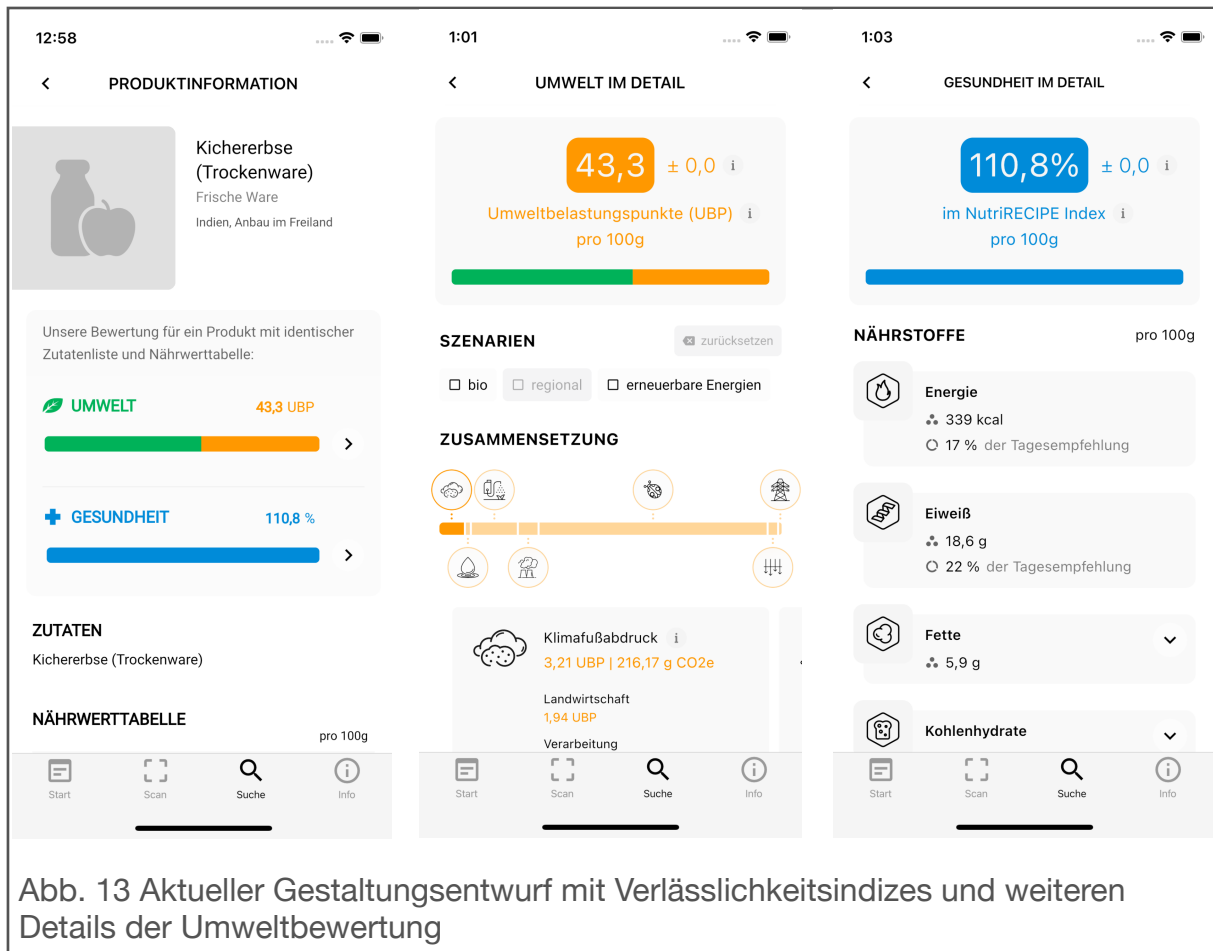 12:58
PRODUKTINFORMATION
Kichererbse
(Trockenware)
Frische Ware
Indien, Anbau im Freiland
Unsere Bewertung für ein Produkt mit identischer
Zutatenliste und Nährwerttabelle:
UMWELT 43,3 UBP
GESUNDHEIT 110,8 %
ZUTATEN
Kichererbse (Trockenware)
NÄHRWERTTABELLE
pro 100g
Start Scan Suche Info
1:01
UMWELT IM DETAIL
43,3 ± 0,0 i
Umweltbelastungspunkte (UBP) i
pro 100g
SZENARIEN zurücksetzen
bio regional erneuerbare Energien
ZUSAMMENSETZUNG
Klimafußabdruck i
3,21 UBP | 216,17 g CO2e
Landwirtschaft
1,94 UBP
Verarbeitung
Start Scan Suche Info
1:03
GESUNDHEIT IM DETAIL
110,8% ± 0,0 i
im NutriRECIPE Index i
pro 100g
NÄHRSTOFFE pro 100g
Energie
339 kcal
17 % der Tagesempfehlung
Eiweiß
18,6 g
22 % der Tagesempfehlung
Fette
5,9 g
Kohlenhydrate
Start Scan Suche Info
Abb. 13 Aktueller Gestaltungsentwurf mit Verlässlichkeitsindizes und weiteren
Details der Umweltbewertung